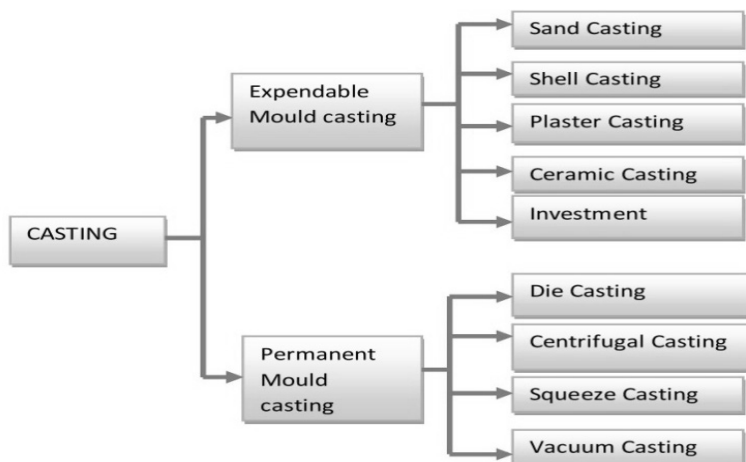 CASTING
Expendable
Mould casting
Sand Casting
Shell Casting
Plaster Casting
Ceramic Casting
Investment
Permanent
Mould
casting
Die Casting
Centrifugal Casting
Squeeze Casting
Vacuum Casting